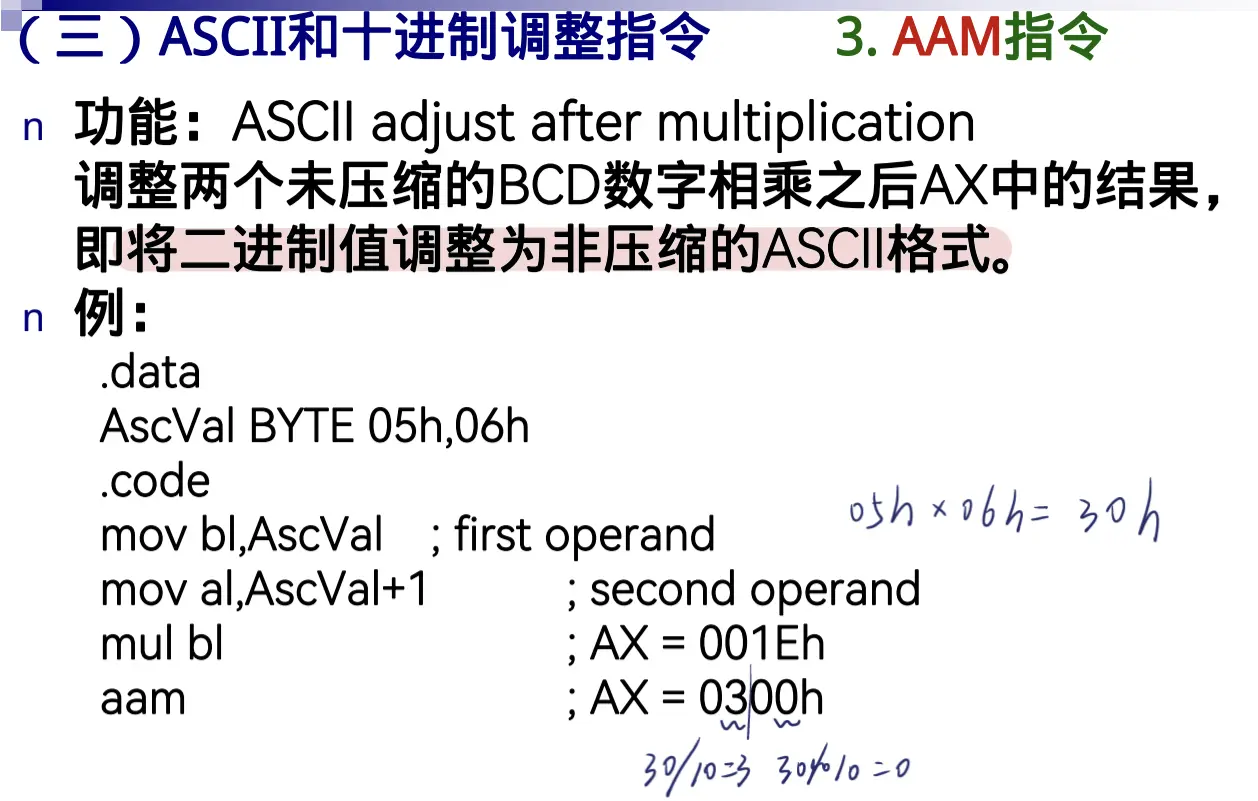 （三）ASCII和十进制调整指令 3. AAM指令
n 功能：ASCII adjust after multiplication
调整两个未压缩的BCD数字相乘之后AX中的结果，
即将二进制值调整为非压缩的ASCII格式。
n 例：
.data
AscVal BYTE 05h,06h
.code
mov bl,AscVal ; first operand
mov al,AscVal+1 ; second operand
mul bl ; AX = 001Eh
aam ; AX = 0300h
05h × 06h = 30h
30/10=3 30%10=0